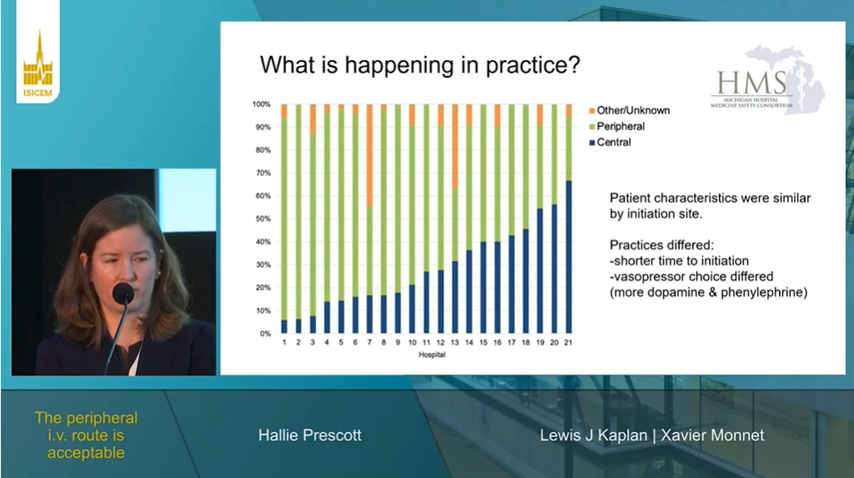 ISICEM
What is happening in practice?
HMS
MICHIGAN HOSPITAL
MEDICINE SAFETY CONSORTIUM
100%
90%
80%
70%
60%
50%
40%
30%
20%
10%
0%
1 2 3 4 5 6 7 8 9 10 11 12 13 14 15 16 17 18 19 20 21
Hospital
Other/Unknown
Peripheral
Central
Patient characteristics were similar
by initiation site.
Practices differed:
-shorter time to initiation
-vasopressor choice differed
(more dopamine & phenylephrine)
The peripheral
i.v. route is
acceptable
Hallie Prescott
Lewis J Kaplan | Xavier Monnet